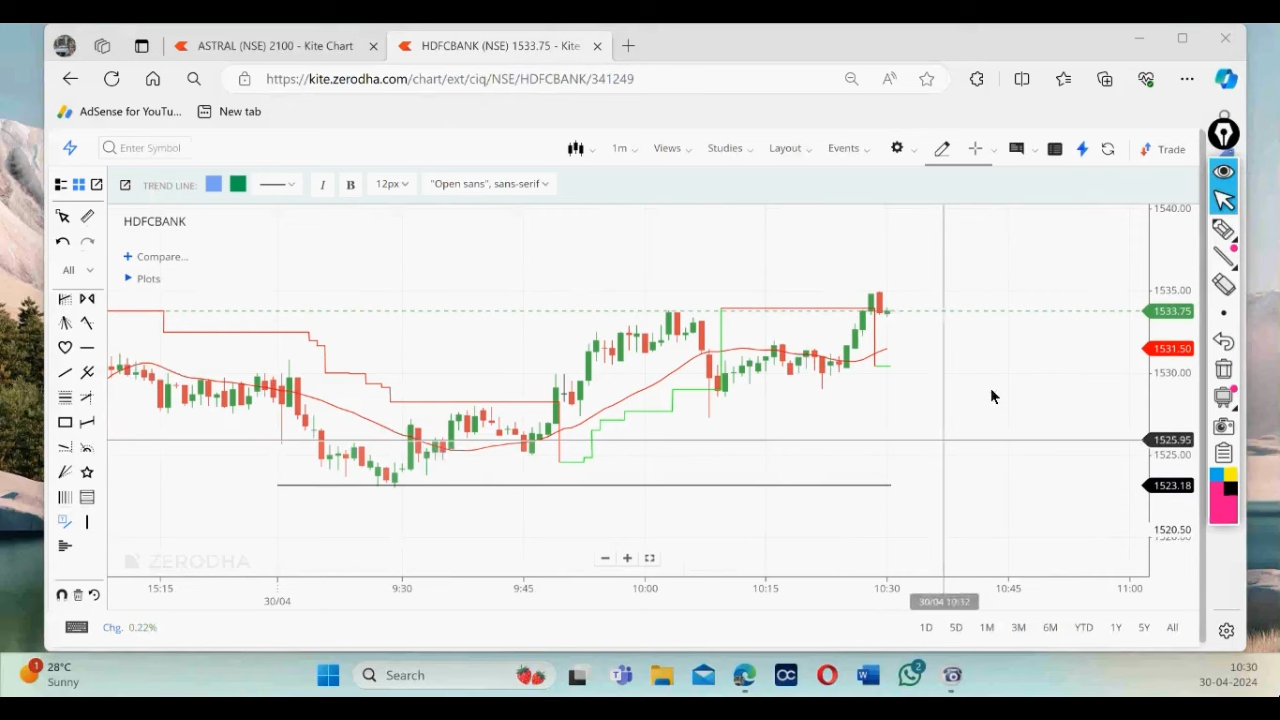 ASTRAL (NSE) 2100 - Kite Chart
HDFCBANK (NSE) 1533.75 - Kite
https://kite.zerodha.com/chart/ext/ciq/NSE/HDFCBANK/341249
AdSense for YouTu... New tab
Enter Symbol 1m Views Studies Layout Events Trade
TREND LINE: I B 12px "Open sans", sans-serif
HDFCBANK
Compare...
Plots
All
1540.00
1535.00
1533.75
1531.50
1530.00
1525.95
1525.00
1523.18
1520.50
ZERODHA
15:15 9:30 9:45 10:00 10:15 10:30 10:45 11:00
30/04
30/04 10:32
Chg. 0.22% 1D 5D 1M 3M 6M YTD 1Y 5Y All
1
28°C
Sunny
Search
2
10:30
30-04-2024